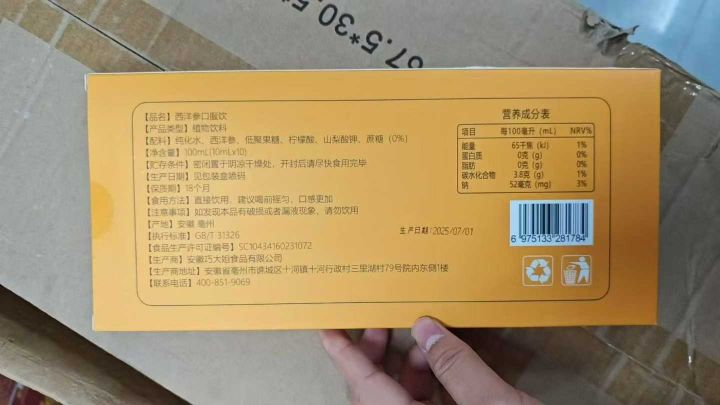 67.5*30.5*
【品名】西洋参口服饮
【产品类型】植物饮料
【配料】纯化水、西洋参、低聚果糖、柠檬酸、山梨酸钾、蔗糖（0%）
【净含量】100mL(10mLx10)
【贮存条件】密闭置于阴凉干燥处，开封后请尽快食用完毕
【生产日期】见包装盒喷码
【保质期】18个月
【食用方法】直接饮用，建议喝前摇匀，口感更加
【注意事项】如发现本品有破损或者漏液现象，请勿饮用
【产地】安徽 亳州
【执行标准】GB/T 31326
【食品生产许可证编号】SC10434160231072
【生产商】安徽巧大姐食品有限公司
【生产商地址】安徽省亳州市谯城区十河镇十河行政村三里湖村79号院内东侧1楼
【联系电话】400-851-9069
营养成分表
项目 每100毫升（mL） NRV%
能量 65千焦（kJ） 1%
蛋白质 0克（g） 0%
脂肪 0克（g） 0%
碳水化合物 3.8克（g） 1%
钠 52毫克（mg） 3%
生产日期:2025/07/01
6 975133 281784